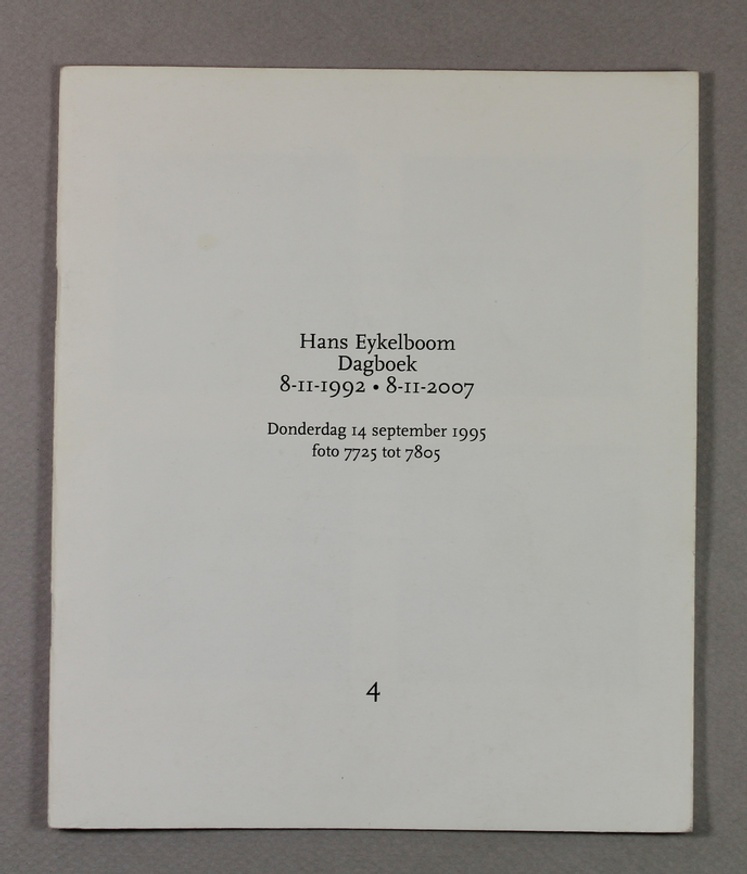 Hans Eykelboom
Dagboek
8-11-1992 • 8-11-2007
Donderdag 14 september 1995
foto 7725 tot 7805
4